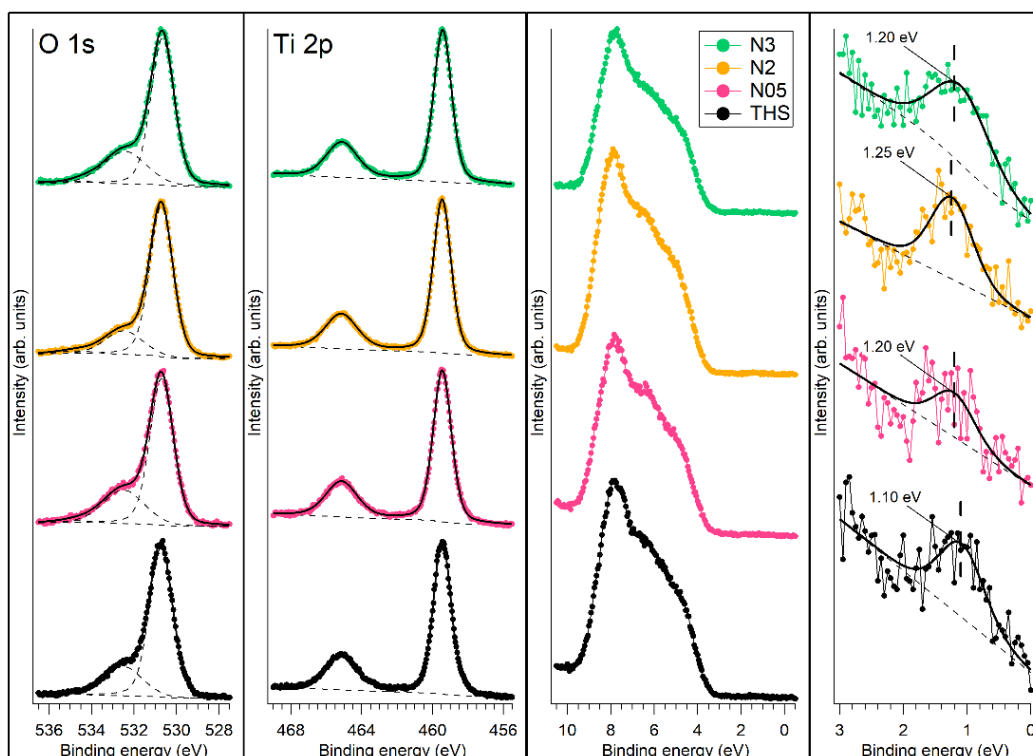 O 1s
Ti 2p
N3
N2
N05
THS
1.20 eV
1.25 eV
1.20 eV
1.10 eV
Intensity (arb. units)
Intensity (arb. units)
Intensity (arb. units)
Intensity (arb. units)
536 534 532 530 528
468 464 460 456
10 8 6 4 2 0
3 2 1 0
Binding energy (eV)
Binding energy (eV)
Binding energy (eV)
Binding energy (eV)